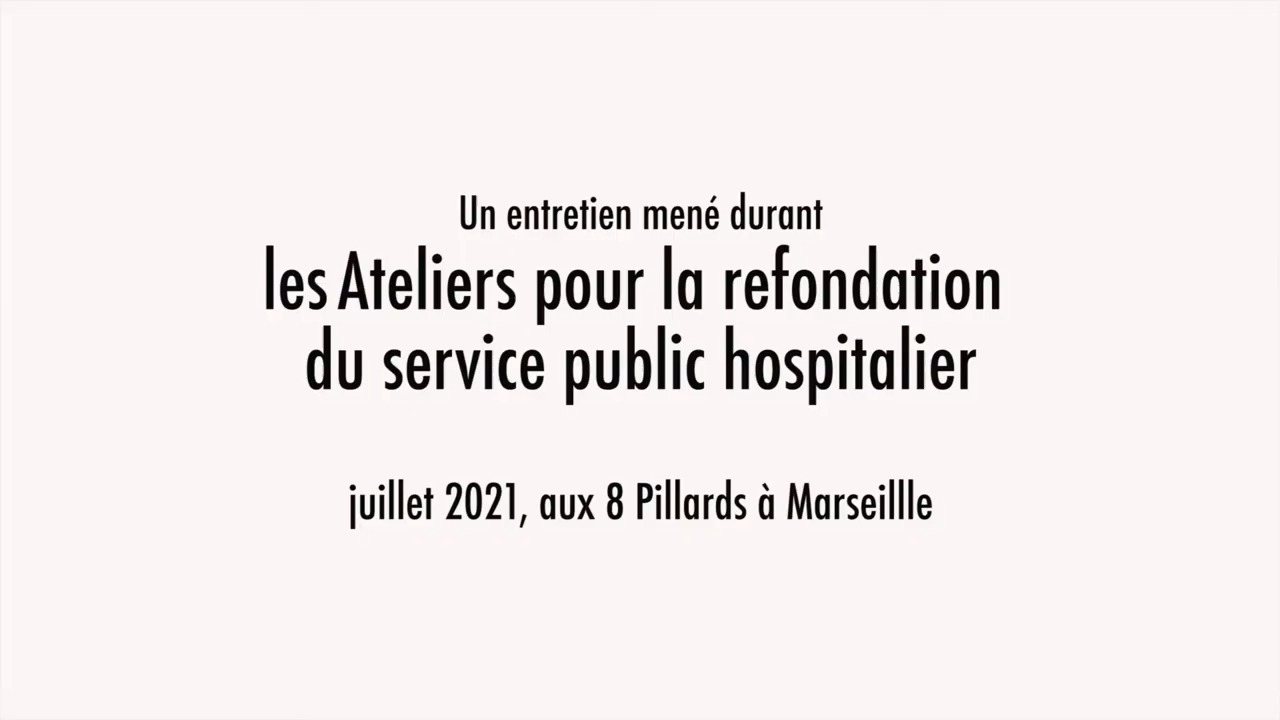 Un entretien mené durant
les Ateliers pour la refondation
du service public hospitalier
juillet 2021, aux 8 Pillards à Marseillle